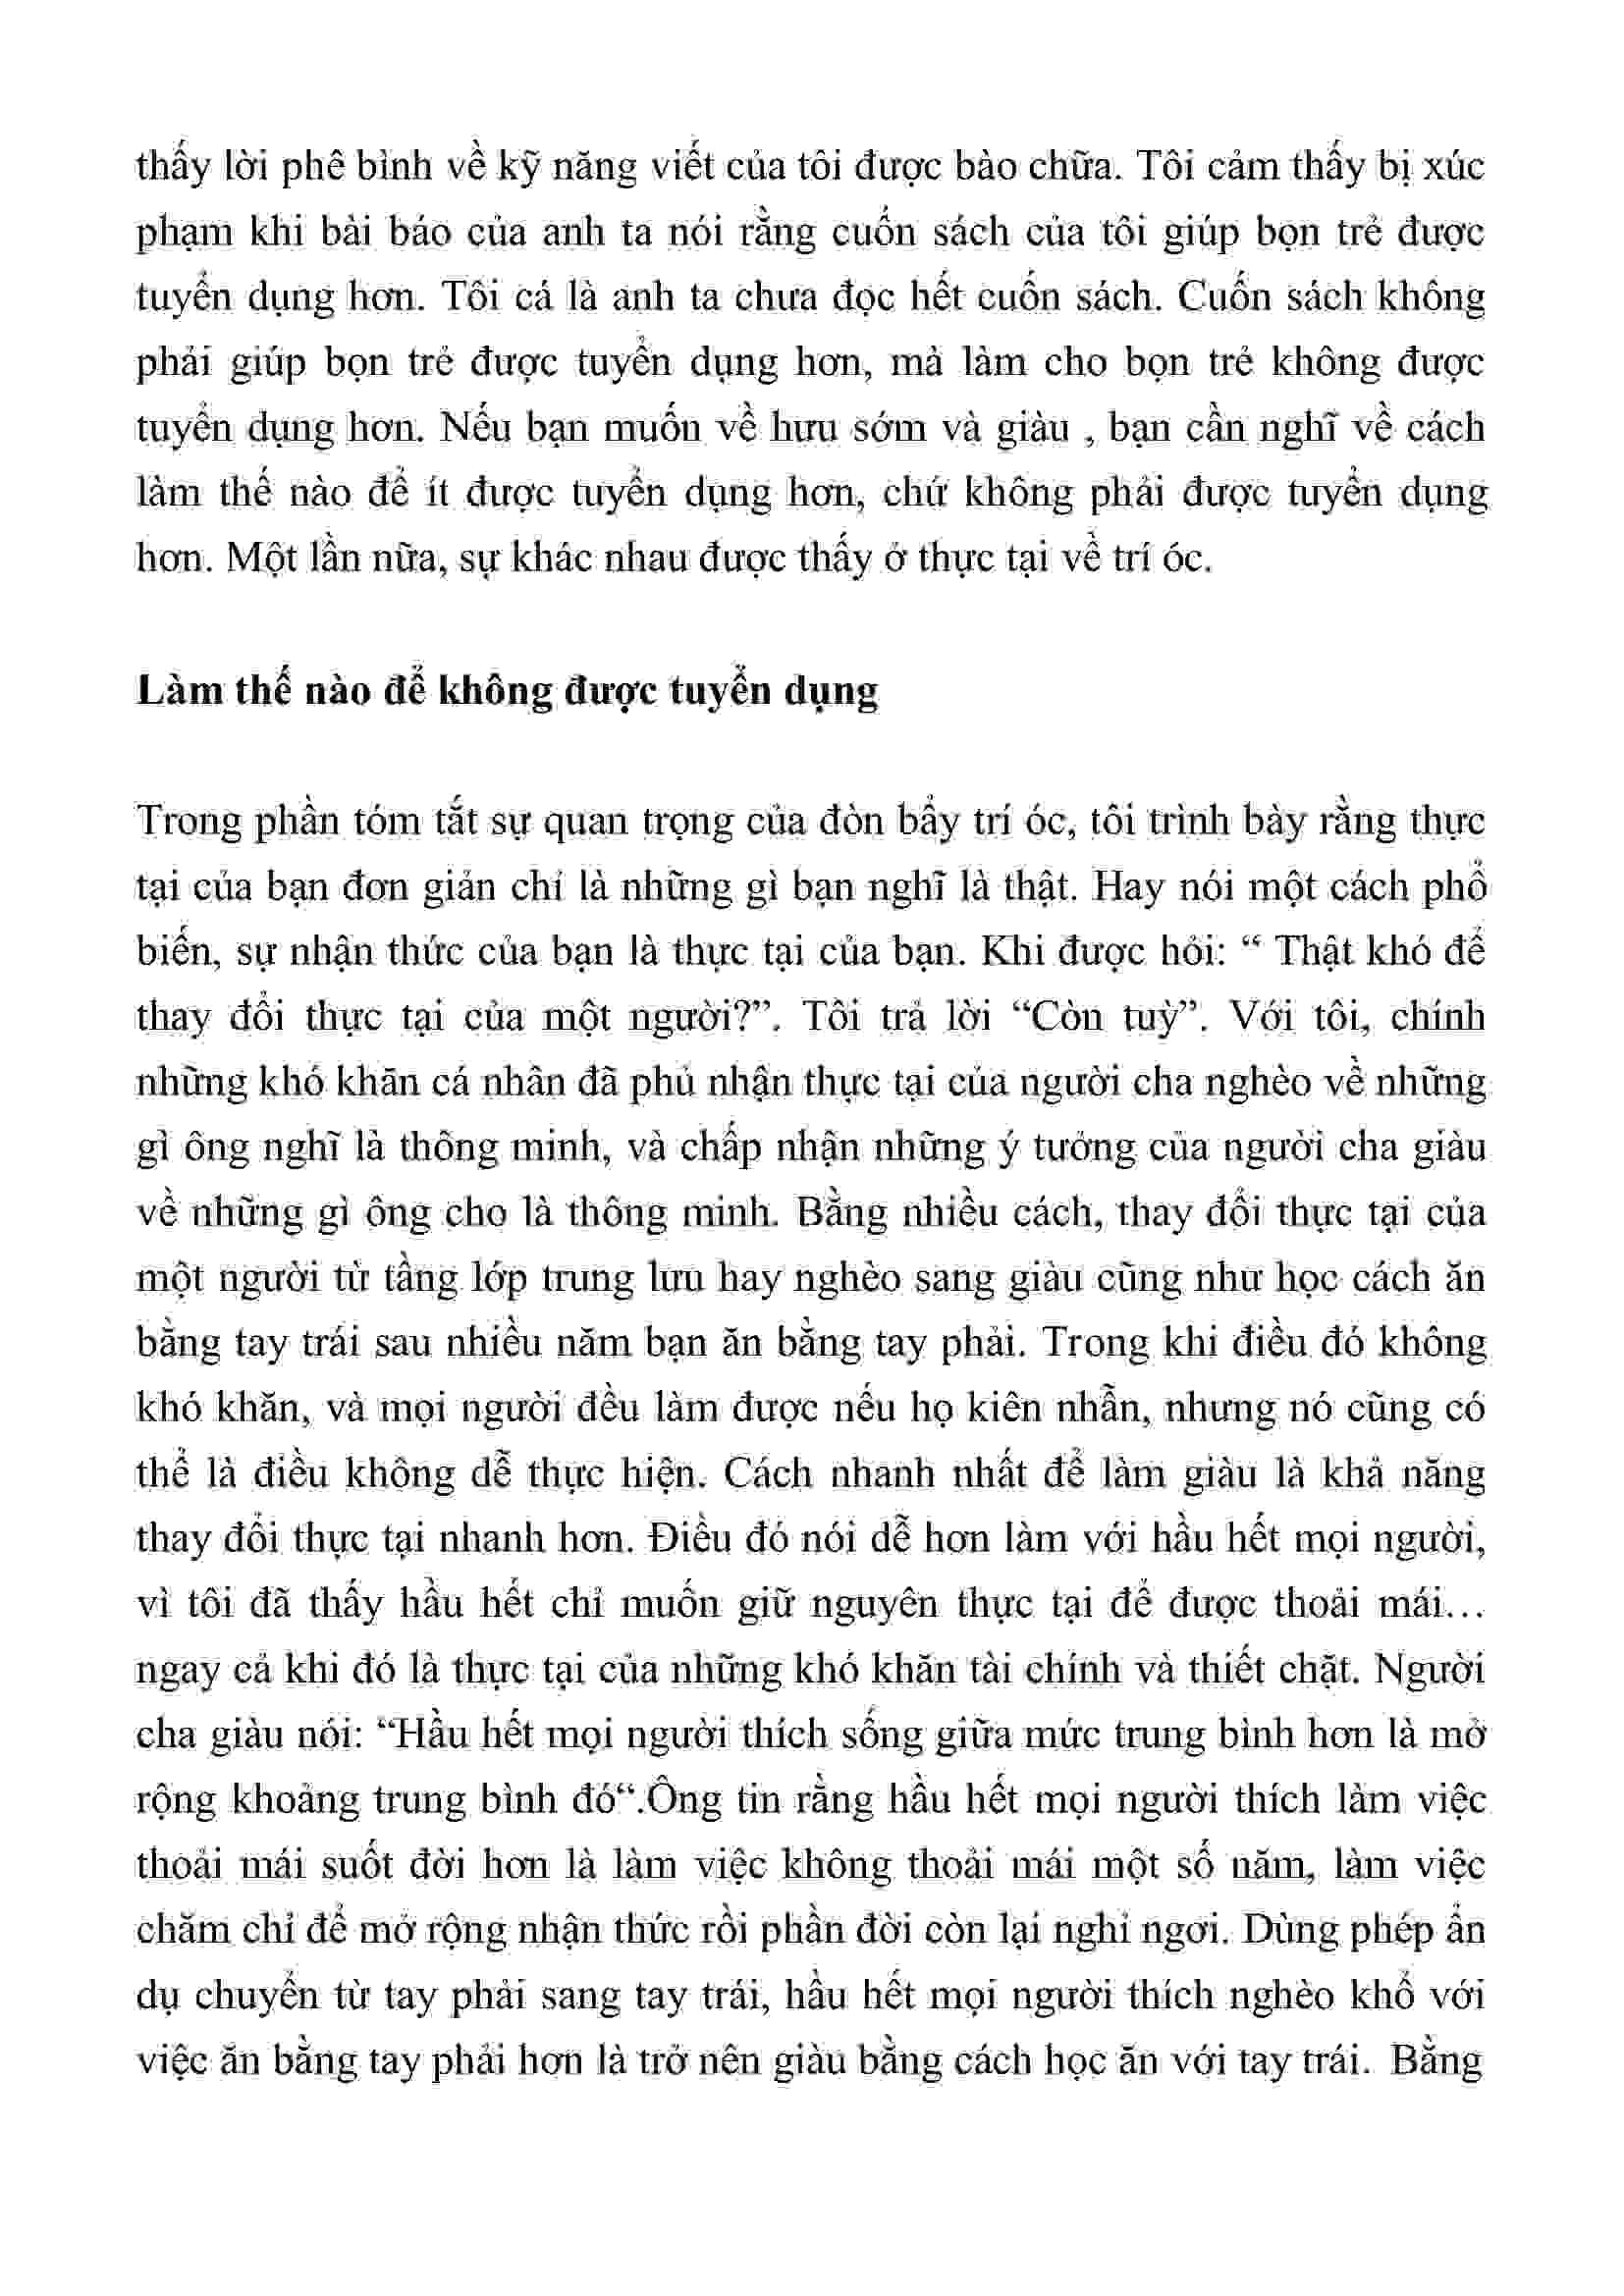 thấy lời phê bình về kỹ năng viết của tôi được bào chữa. Tôi cảm thấy bị xúc
phạm khi bài báo của anh ta nói rằng cuốn sách của tôi giúp bọn trẻ được
tuyển dụng hơn. Tôi cá là anh ta chưa đọc hết cuốn sách. Cuốn sách không
phải giúp bọn trẻ được tuyển dụng hơn, mà làm cho bọn trẻ không được
tuyển dụng hơn. Nếu bạn muốn về hưu sớm và giàu , bạn cần nghĩ về cách
làm thế nào để ít được tuyển dụng hơn, chứ không phải được tuyển dụng
hơn. Một lần nữa, sự khác nhau được thấy ở thực tại về trí óc.
Làm thế nào để không được tuyển dụng
Trong phần tóm tắt sự quan trọng của đòn bẩy trí óc, tôi trình bày rằng thực
tại của bạn đơn giản chỉ là những gì bạn nghĩ là thật. Hay nói một cách phổ
biến, sự nhận thức của bạn là thực tại của bạn. Khi được hỏi: “ Thật khó để
thay đổi thực tại của một người?”. Tôi trả lời “Còn tuỳ”. Với tôi, chính
những khó khăn cá nhân đã phủ nhận thực tại của người cha nghèo về những
gì ông nghĩ là thông minh, và chấp nhận những ý tưởng của người cha giàu
về những gì ông cho là thông minh. Bằng nhiều cách, thay đổi thực tại của
một người từ tầng lớp trung lưu hay nghèo sang giàu cũng như học cách ăn
bằng tay trái sau nhiều năm bạn ăn bằng tay phải. Trong khi điều đó không
khó khăn, và mọi người đều làm được nếu họ kiên nhẫn, nhưng nó cũng có
thể là điều không dễ thực hiện. Cách nhanh nhất để làm giàu là khả năng
thay đổi thực tại nhanh hơn. Điều đó nói dễ hơn làm với hầu hết mọi người,
vì tôi đã thấy hầu hết chỉ muốn giữ nguyên thực tại để được thoải mái…
ngay cả khi đó là thực tại của những khó khăn tài chính và thiết chặt. Người
cha giàu nói: “Hầu hết mọi người thích sống giữa mức trung bình hơn là mở
rộng khoảng trung bình đó“.Ông tin rằng hầu hết mọi người thích làm việc
thoải mái suốt đời hơn là làm việc không thoải mái một số năm, làm việc
chăm chỉ để mở rộng nhận thức rồi phần đời còn lại nghỉ ngơi. Dùng phép ẩn
dụ chuyển từ tay phải sang tay trái, hầu hết mọi người thích nghèo khổ với
việc ăn bằng tay phải hơn là trở nên giàu bằng cách học ăn với tay trái. Bằng